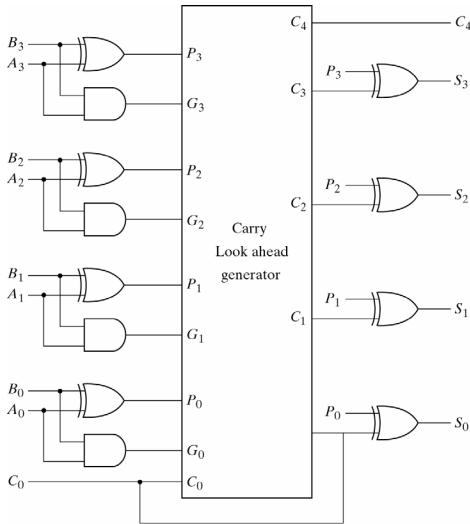 C4 C4
B3
A3
P3
P3
S3
C3
G3
B2
A2
P2
P2
S2
C2
G2
Carry
Look ahead
generator
B1
A1
P1
P1
S1
C1
G1
B0
A0
P0
P0
S0
G0
C0 C0